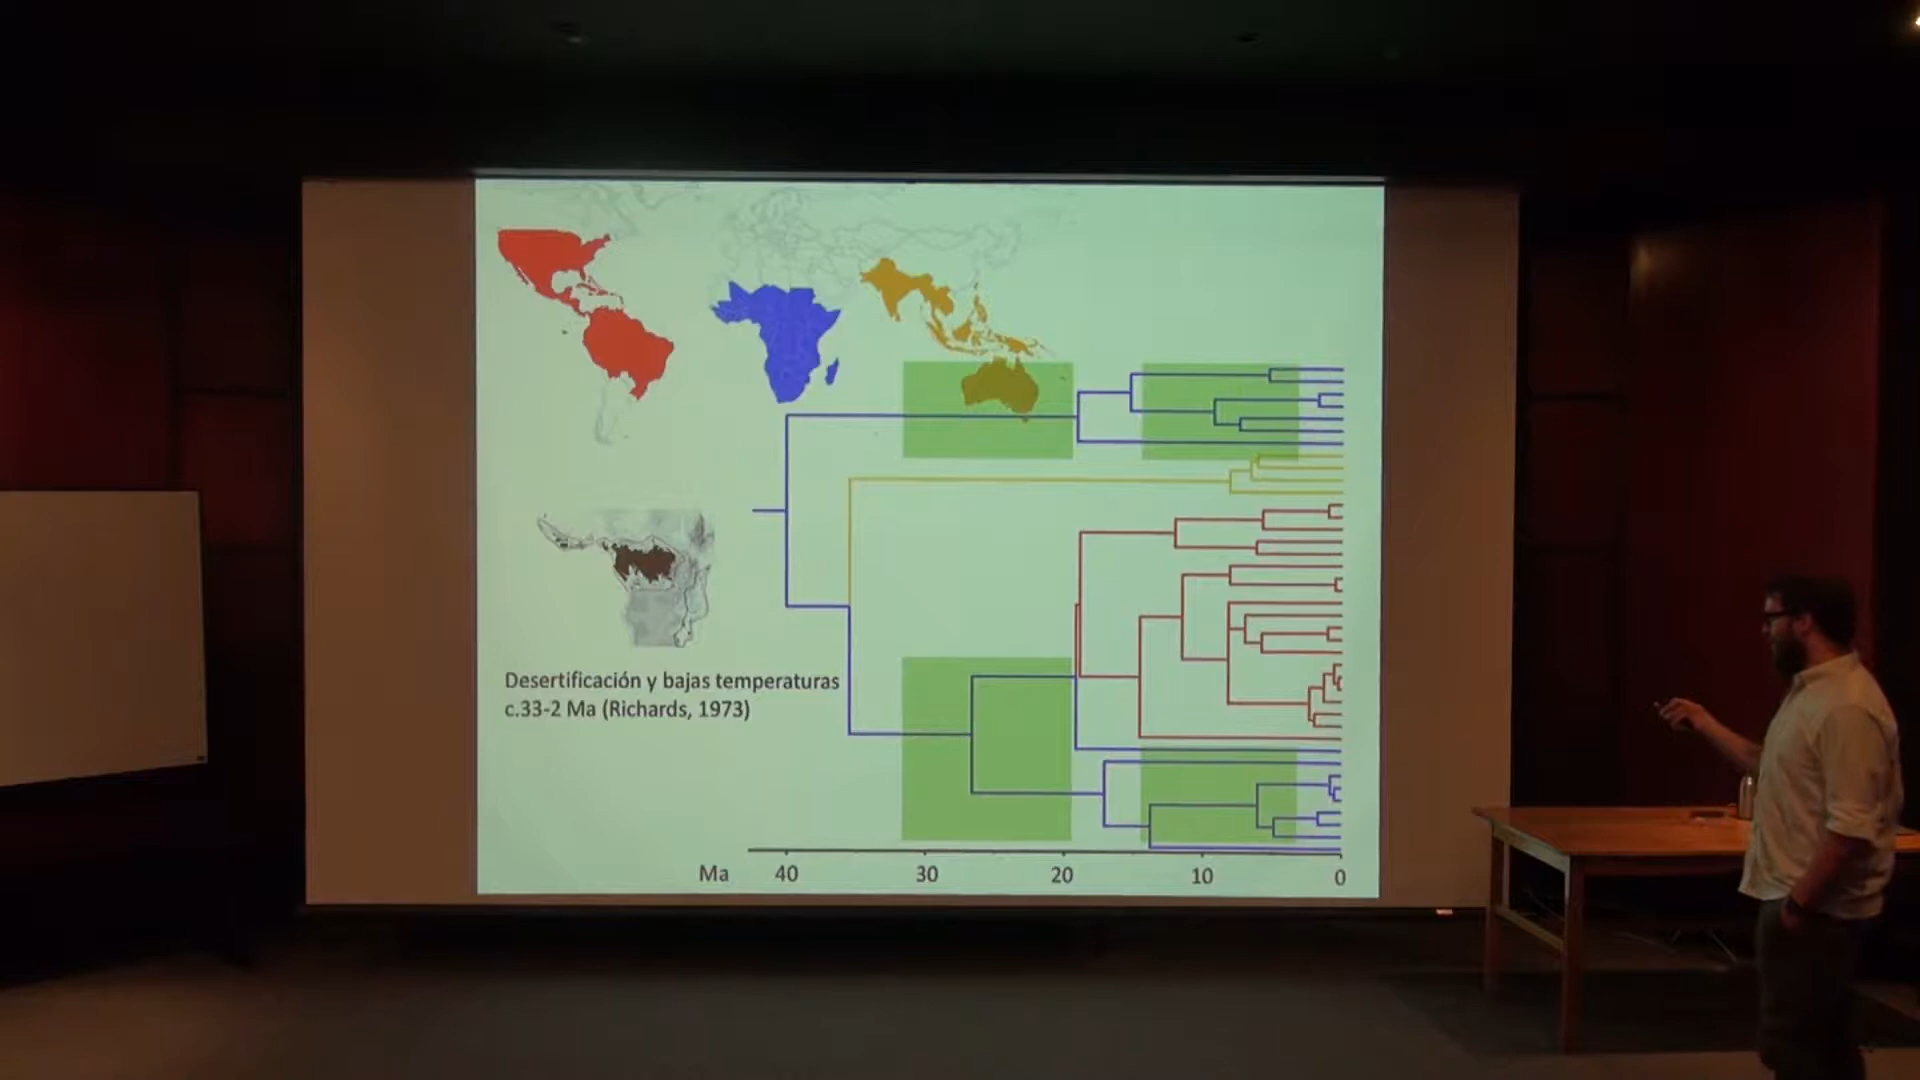 Desertificación y bajas temperaturas
c.33-2 Ma (Richards, 1973)
Ma 40 30 20 10 0